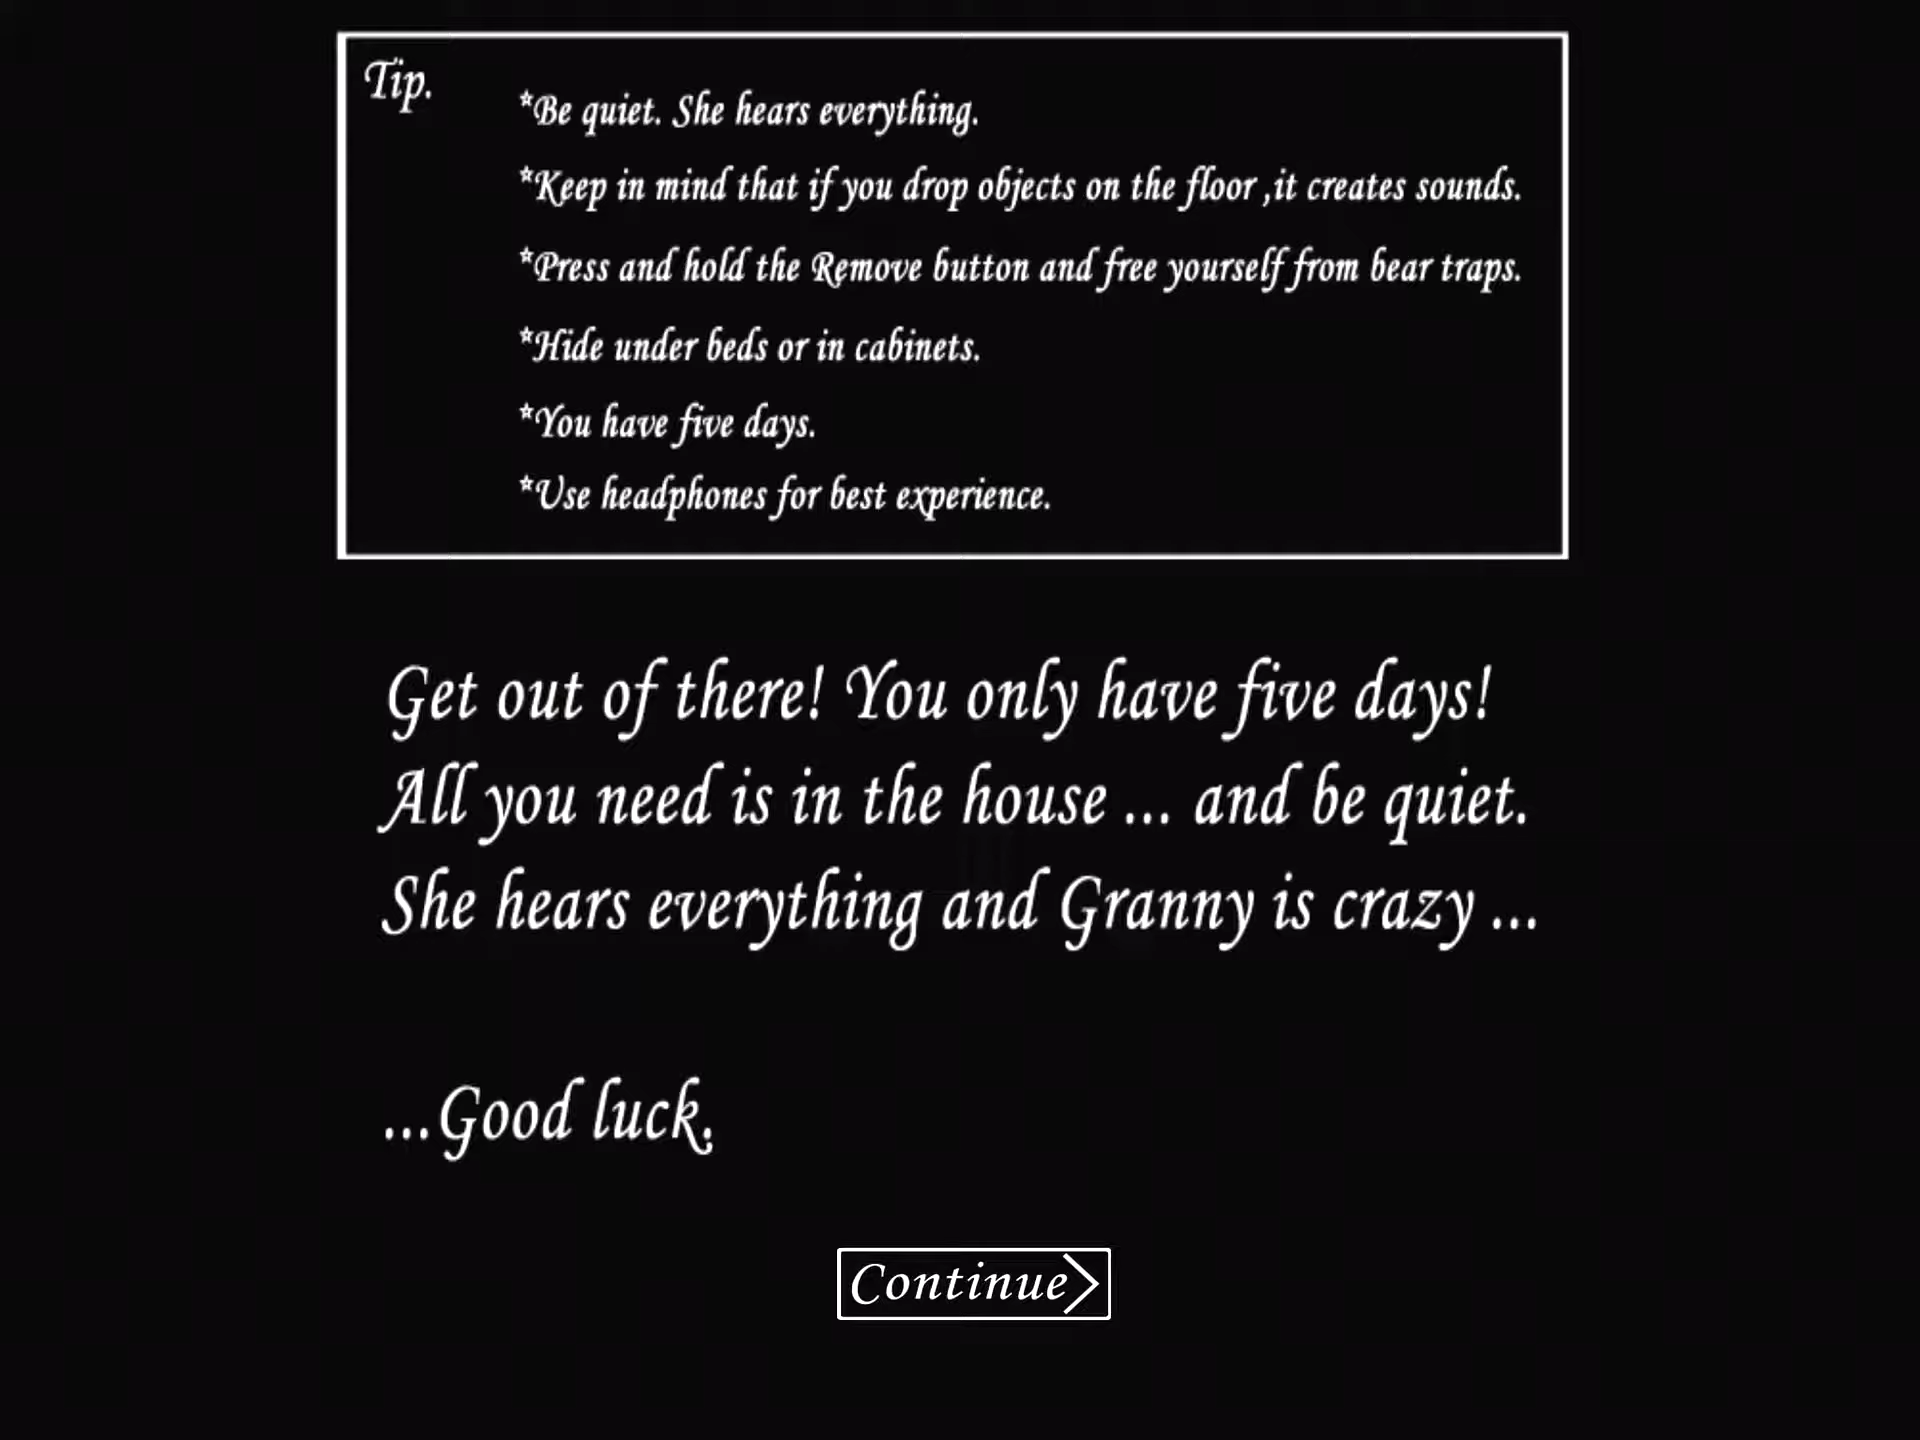 Tip.
*Be quiet. She hears everything.
*Keep in mind that if you drop objects on the floor ,it creates sounds.
*Press and hold the Remove button and free yourself from bear traps.
*Hide under beds or in cabinets.
*You have five days.
*Use headphones for best experience.
Get out of there! You only have five days!
All you need is in the house ... and be quiet.
She hears everything and Granny is crazy ...
...Good luck.
Continue>